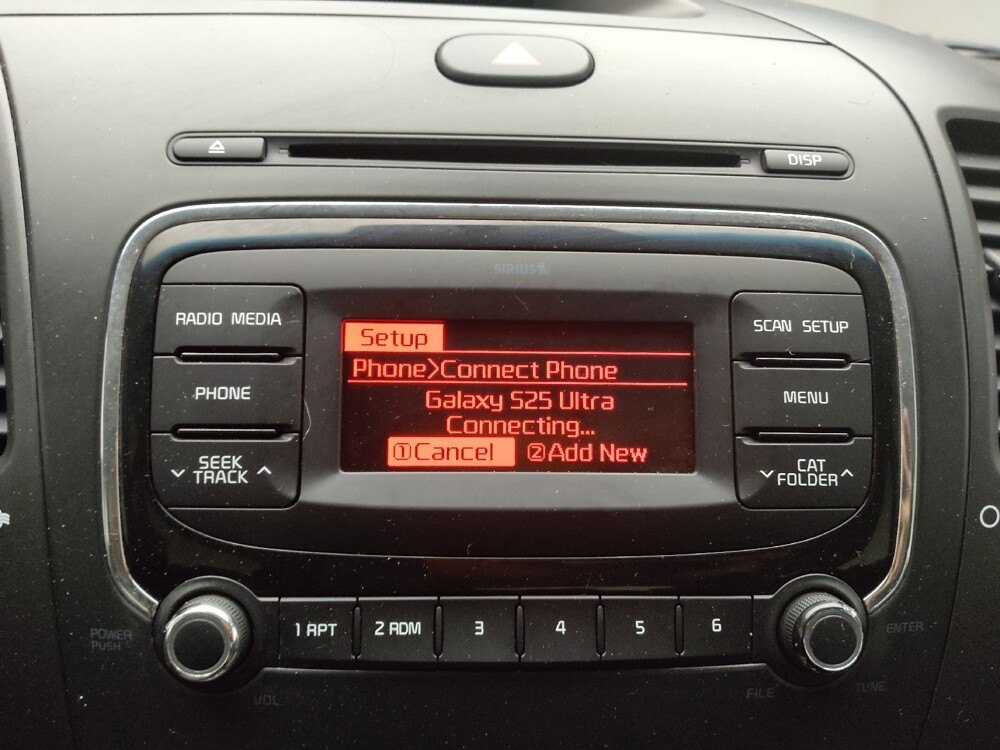 DISP
SIRIUS
RADIO MEDIA
SCAN SETUP
Setup
Phone>Connect Phone
PHONE
MENU
Galaxy S25 Ultra
Connecting...
①Cancel ②Add New
SEEK
TRACK
CAT
FOLDER
1 RPT
2 RDM
3
4
5
6
POWER
PUSH
VOL
ENTER
FILE
TUNE